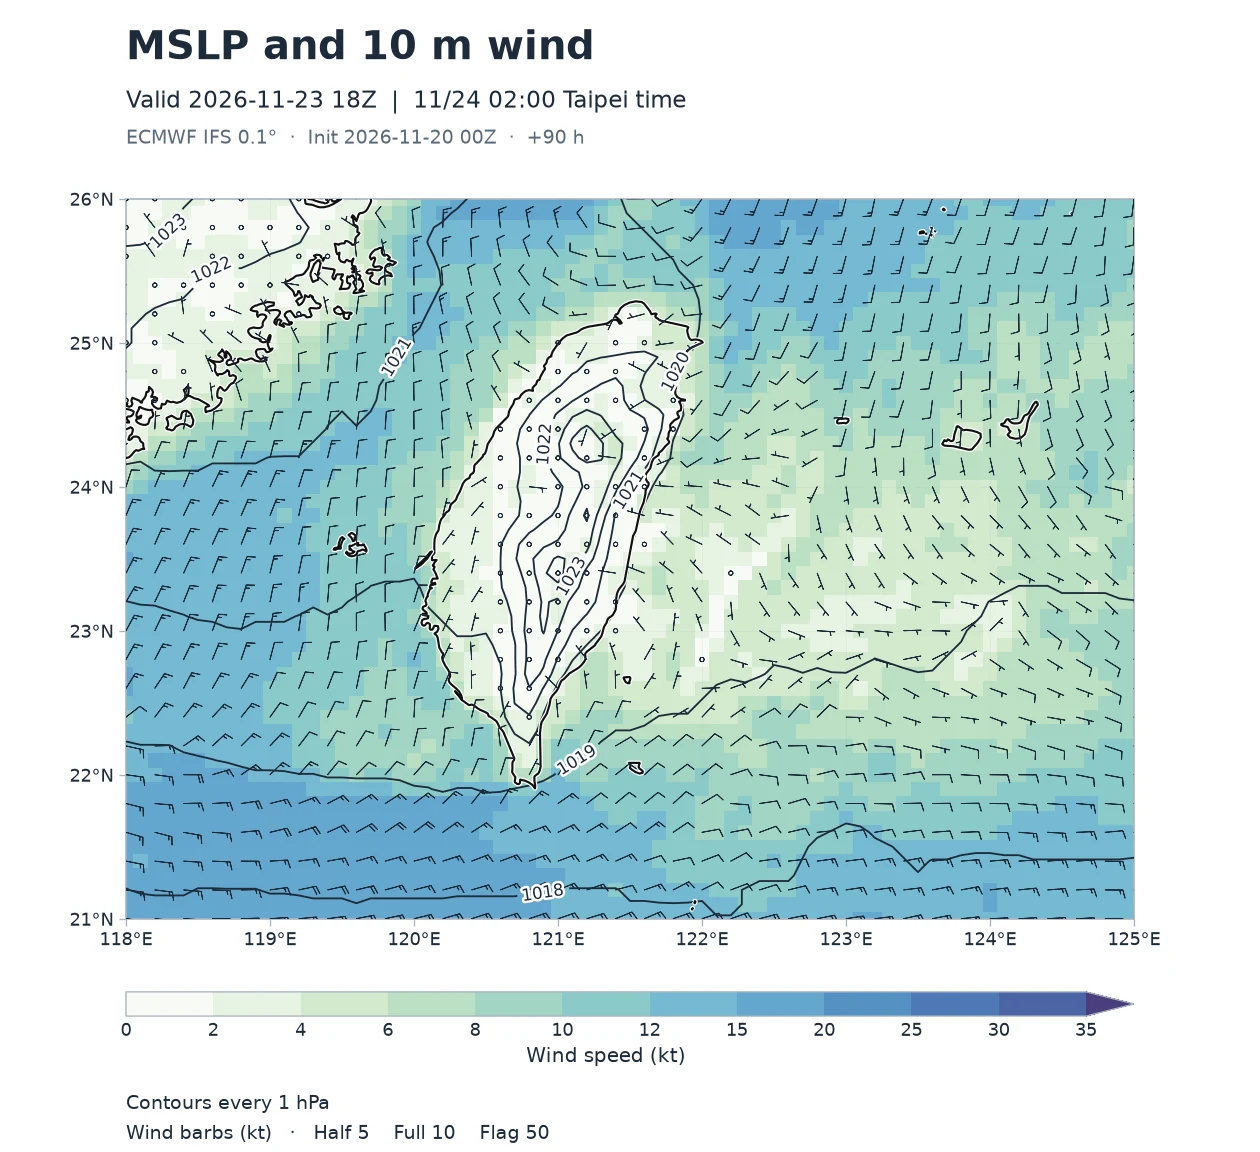 MSLP and 10 m wind
Valid 2026-11-23 18Z | 11/24 02:00 Taipei time
ECMWF IFS 0.1° · Init 2026-11-20 00Z · +90 h
26°N
25°N
24°N
23°N
22°N
21°N
1023
1022
1021
1020
1022
1021
1023
1019
1018
118°E 119°E 120°E 121°E 122°E 123°E 124°E 125°E
0 2 4 6 8 10 12 15 20 25 30 35
Wind speed (kt)
Contours every 1 hPa
Wind barbs (kt) · Half 5 Full 10 Flag 50